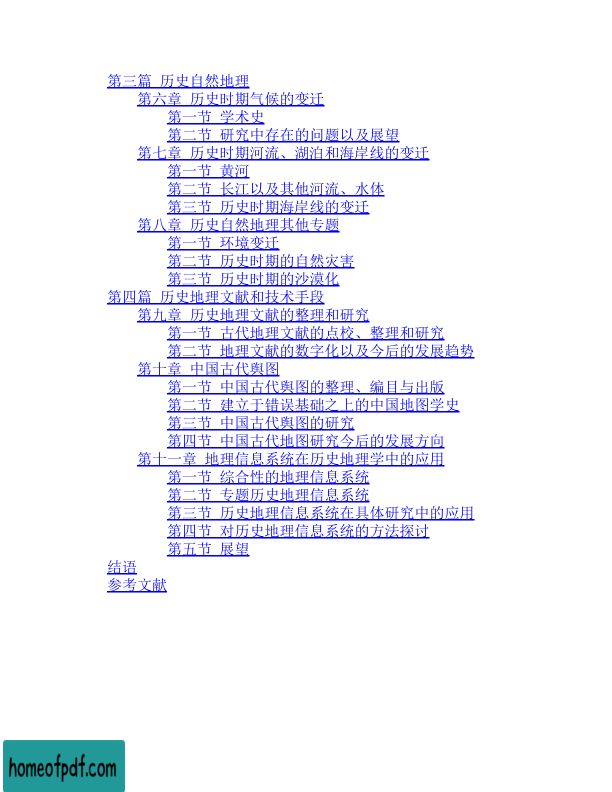 第三篇 历史自然地理
第六章 历史时期气候的变迁
第一节 学术史
第二节 研究中存在的问题以及展望
第七章 历史时期河流、湖泊和海岸线的变迁
第一节 黄河
第二节 长江以及其他河流、水体
第三节 历史时期海岸线的变迁
第八章 历史自然地理其他专题
第一节 环境变迁
第二节 历史时期的自然灾害
第三节 历史时期的沙漠化
第四篇 历史地理文献和技术手段
第九章 历史地理文献的整理和研究
第一节 古代地理文献的点校、整理和研究
第二节 地理文献的数字化以及今后的发展趋势
第十章 中国古代舆图
第一节 中国古代舆图的整理、编目与出版
第二节 建立于错误基础之上的中国地图学史
第三节 中国古代舆图的研究
第四节 中国古代地图研究今后的发展方向
第十一章 地理信息系统在历史地理学中的应用
第一节 综合性的地理信息系统
第二节 专题历史地理信息系统
第三节 历史地理信息系统在具体研究中的应用
第四节 对历史地理信息系统的方法探讨
第五节 展望
结语
参考文献
homeofpdf.com